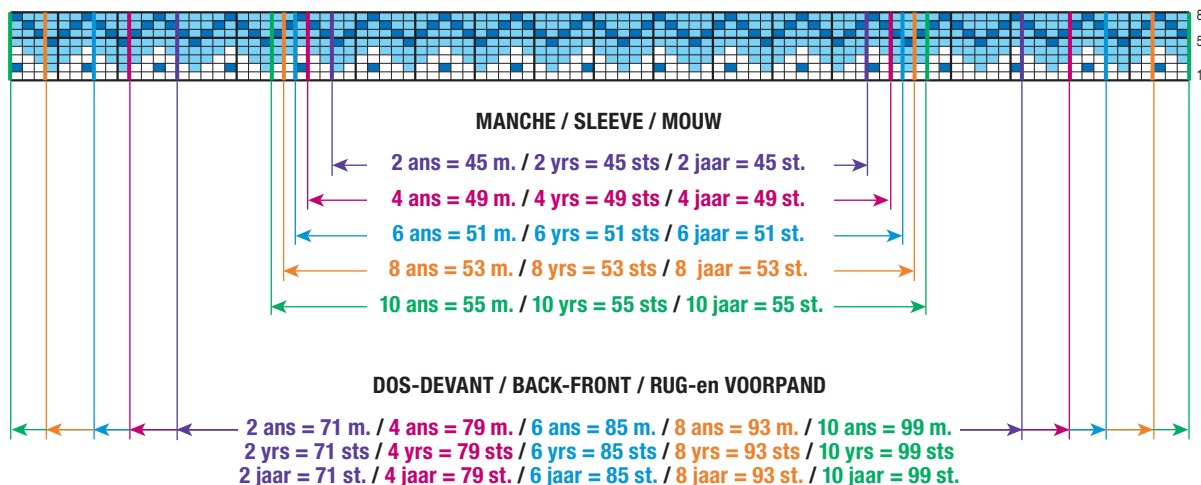 8
5
1
MANCHE / SLEEVE / MOUW
2 ans = 45 m. / 2 yrs = 45 sts / 2 jaar = 45 st.
4 ans = 49 m. / 4 yrs = 49 sts / 4 jaar = 49 st.
6 ans = 51 m. / 6 yrs = 51 sts / 6 jaar = 51 st.
8 ans = 53 m. / 8 yrs = 53 sts / 8 jaar = 53 st.
10 ans = 55 m. / 10 yrs = 55 sts / 10 jaar = 55 st.
DOS-DEVANT / BACK-FRONT / RUG-en VOORPAND
2 ans = 71 m. / 4 ans = 79 m. / 6 ans = 85 m. / 8 ans = 93 m. / 10 ans = 99 m.
2 yrs = 71 sts / 4 yrs = 79 sts / 6 yrs = 85 sts / 8 yrs = 93 sts / 10 yrs = 99 sts
2 jaar = 71 st. / 4 jaar = 79 st. / 6 jaar = 85 st. / 8 jaar = 93 st. / 10 jaar = 99 st.